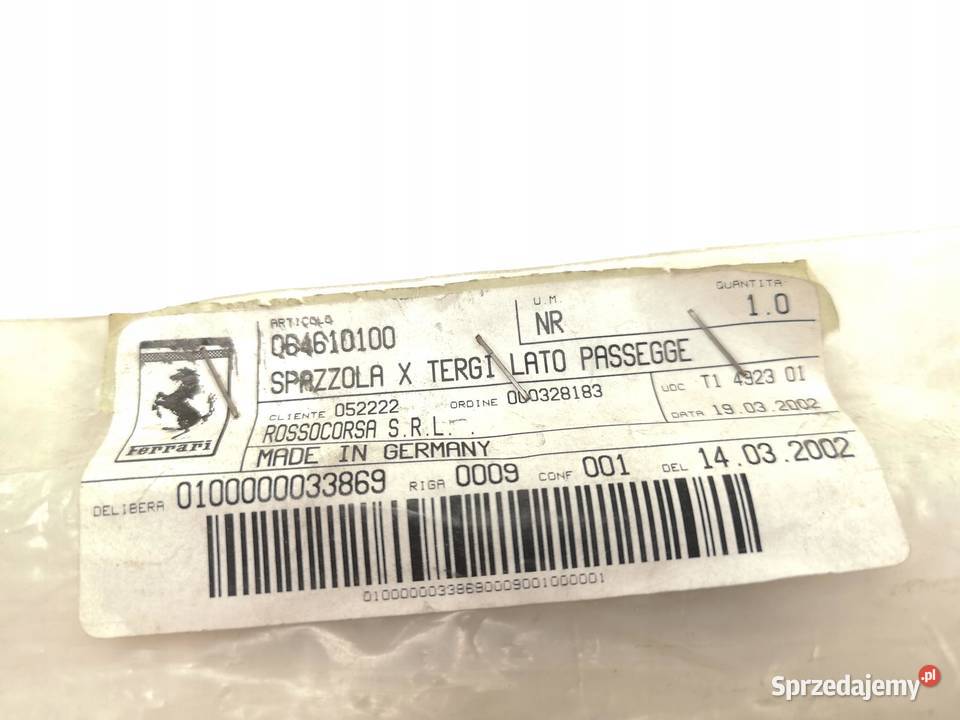 ARTICOLO
064610100
U.M.
NR
QUANTITA
1.0
SPAZZOLA X TERGI LATO PASSEGGE
CLIENTE 052222
ORDINE 000328183
UDC T1 4923 01
ROSSOCORSA S.R.L.
DATA 19.03.2002
MADE IN GERMANY
Ferrari
DELIBERA 0100000033869 RIGA 0009 CONF 001 DEL 14.03.2002
01000000338690009001000001
Sprzedajemy.pl